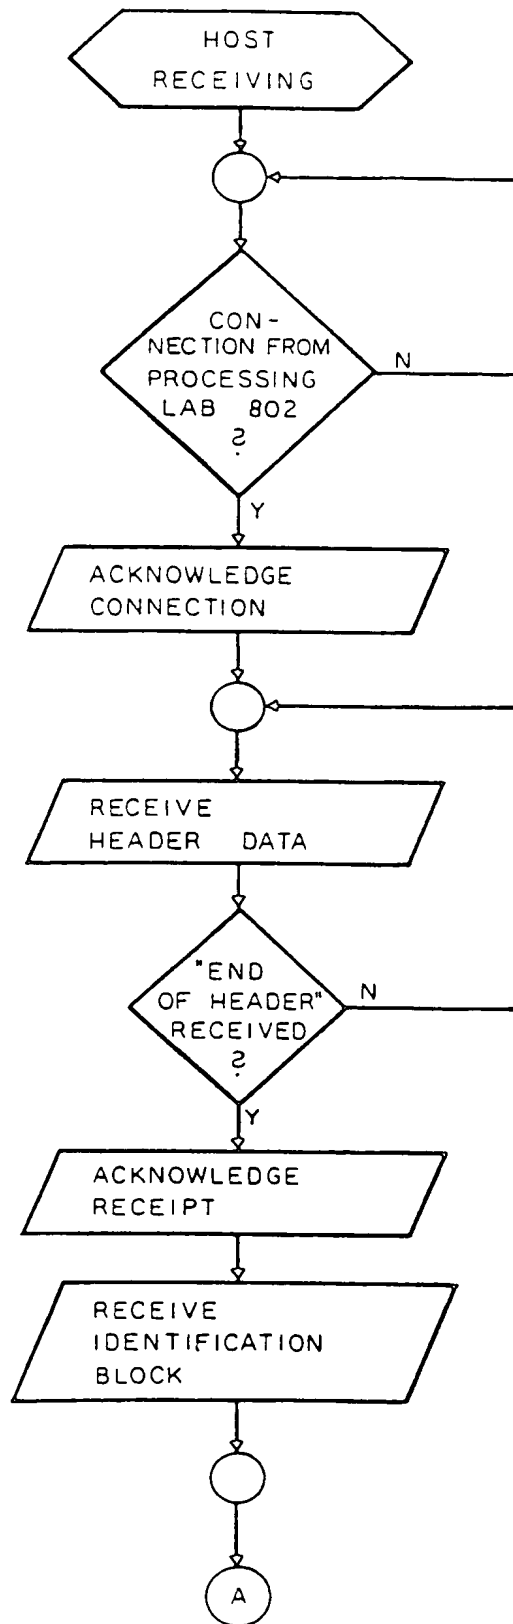 HOST
RECEIVING
CON-
NECTION FROM
PROCESSING
LAB 802
?
N
Y
ACKNOWLEDGE
CONNECTION
RECEIVE
HEADER DATA
"END
OF HEADER"
RECEIVED
?
N
Y
ACKNOWLEDGE
RECEIPT
RECEIVE
IDENTIFICATION
BLOCK
A